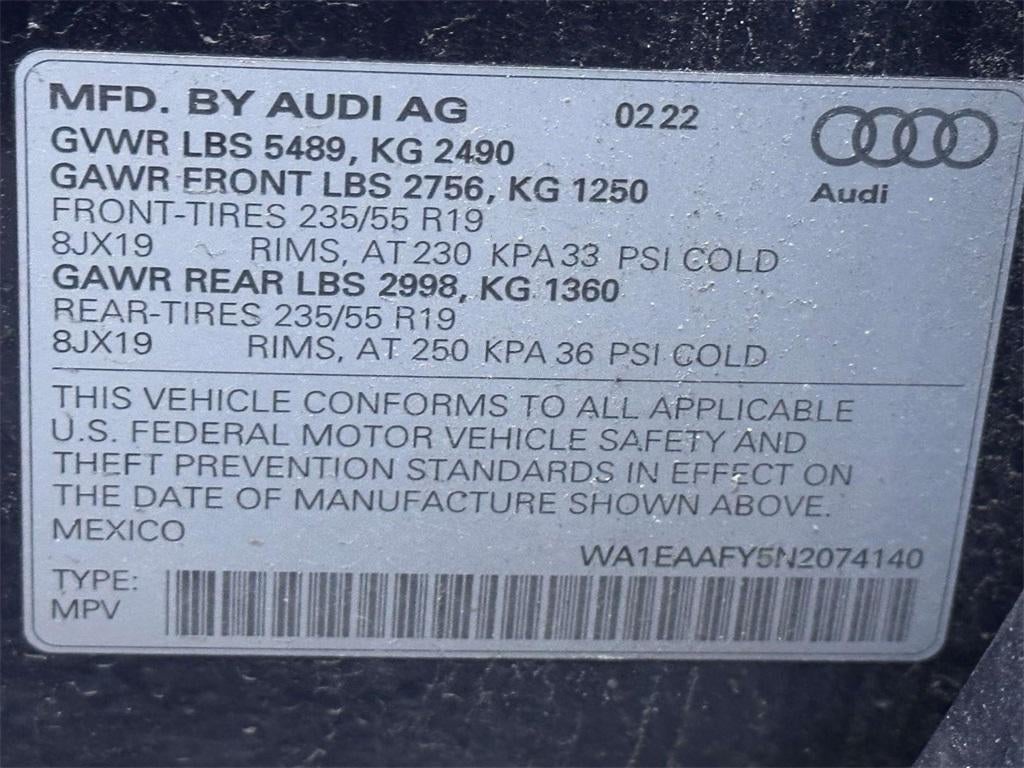 MFD. BY AUDI AG 02 22
GVWR LBS 5489, KG 2490
GAWR FRONT LBS 2756, KG 1250
Audi
FRONT-TIRES 235/55 R19
8JX19 RIMS, AT 230 KPA 33 PSI COLD
GAWR REAR LBS 2998, KG 1360
REAR-TIRES 235/55 R19
8JX19 RIMS, AT 250 KPA 36 PSI COLD
THIS VEHICLE CONFORMS TO ALL APPLICABLE
U.S. FEDERAL MOTOR VEHICLE SAFETY AND
THEFT PREVENTION STANDARDS IN EFFECT ON
THE DATE OF MANUFACTURE SHOWN ABOVE.
MEXICO
WA1EAAFY5N2074140
TYPE:
MPV